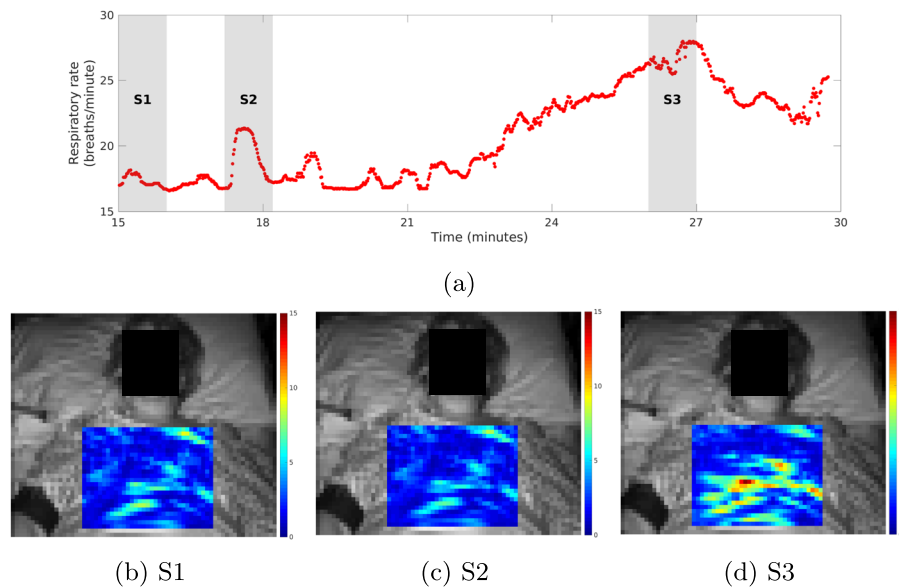 30
25
20
15
Respiratory rate
(breaths/minute)
S1
S2
S3
15
18
21
24
27
30
Time (minutes)
(a)
15
10
5
0
15
10
5
0
(b) S1
(c) S2
(d) S3